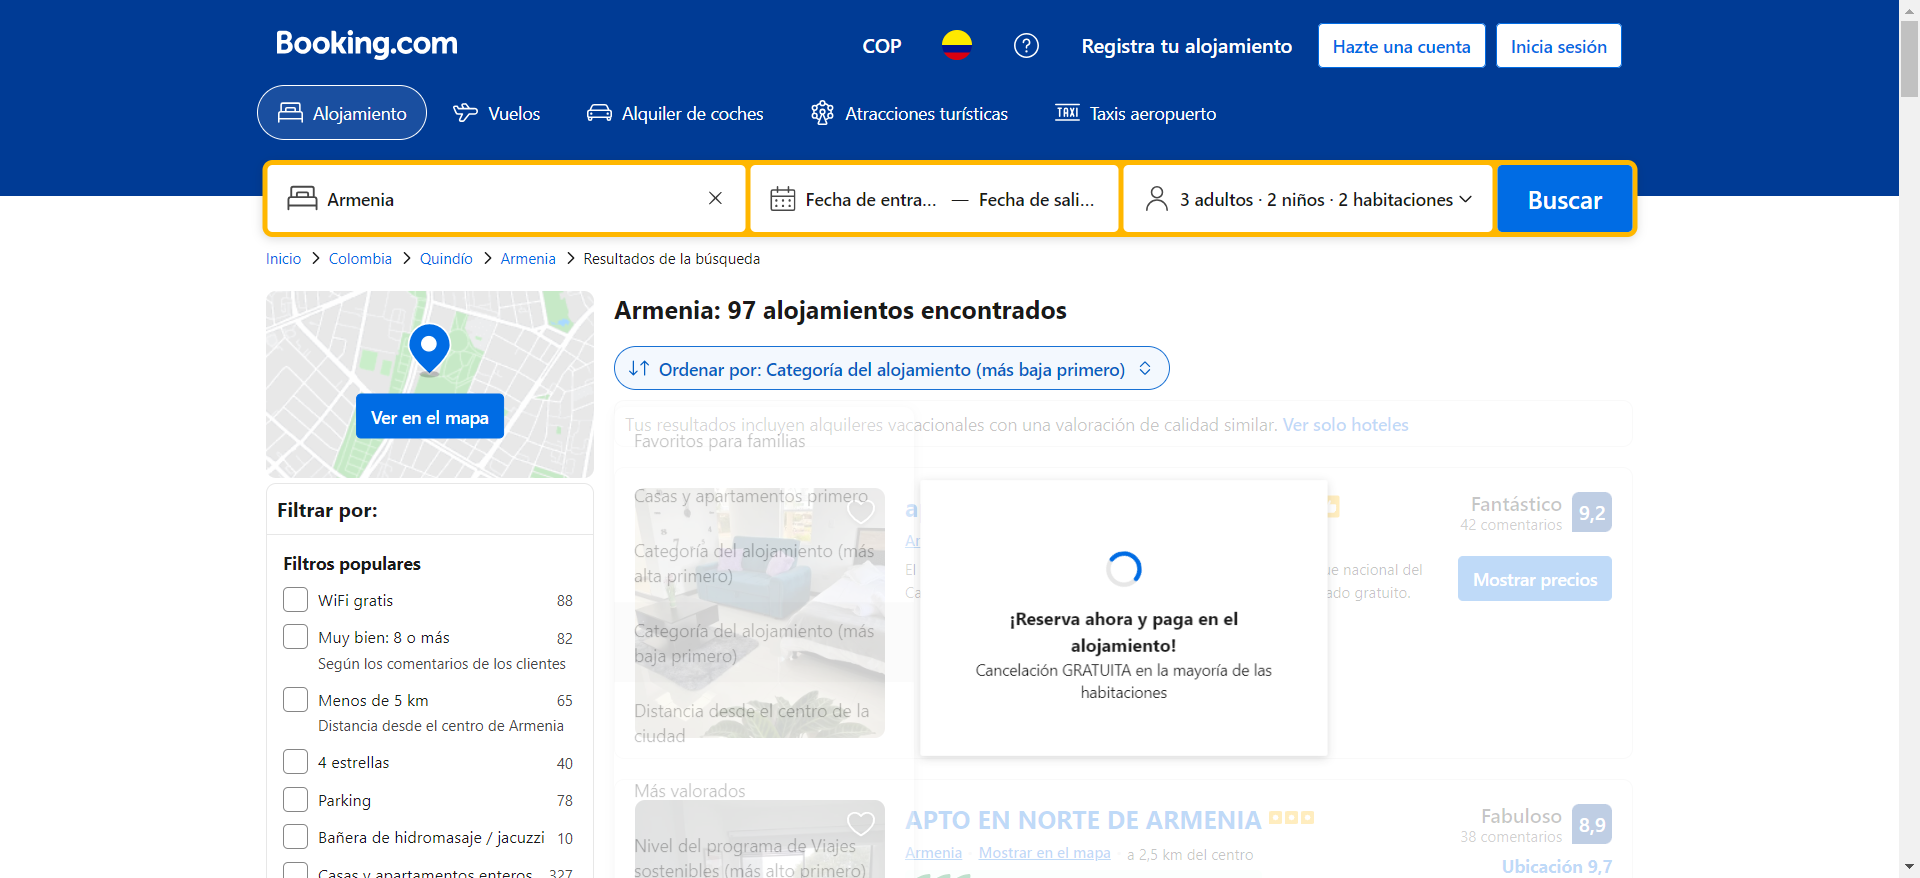 Booking.com
COP
Registra tu alojamiento
Hazte una cuenta
Inicia sesión
Alojamiento
Vuelos
Alquiler de coches
Atracciones turísticas
TAXI
Taxis aeropuerto
Armenia
Fecha de entra... — Fecha de sali...
3 adultos · 2 niños · 2 habitaciones
Buscar
Inicio
Colombia
Quindío
Armenia
Resultados de la búsqueda
Ver en el mapa
Filtrar por:
Filtros populares
WiFi gratis 88
Muy bien: 8 o más 82
Según los comentarios de los clientes
Menos de 5 km 65
Distancia desde el centro de Armenia
4 estrellas 40
Parking 78
Bañera de hidromasaje / jacuzzi 10
Casas y apartamentos enteros 327
Armenia: 97 alojamientos encontrados
Ordenar por: Categoría del alojamiento (más baja primero)
Tus resultados incluyen alquileres vacacionales con una valoración de calidad similar. Ver solo hoteles
Favoritos para familias
Casas y apartamentos primero
Categoría del alojamiento (más
alta primero)
Categoría del alojamiento (más
baja primero)
Distancia desde el centro de la
ciudad
Más valorados
Nivel del programa de Viajes
sostenibles (más alto primero)
¡Reserva ahora y paga en el
alojamiento!
Cancelación GRATUITA en la mayoría de las
habitaciones
El
nacional del
gratuito.
Fantástico
42 comentarios
9,2
Mostrar precios
APTO EN NORTE DE ARMENIA
Armenia · Mostrar en el mapa · a 2,5 km del centro
Fabuloso
38 comentarios
8,9
Ubicación 9,7